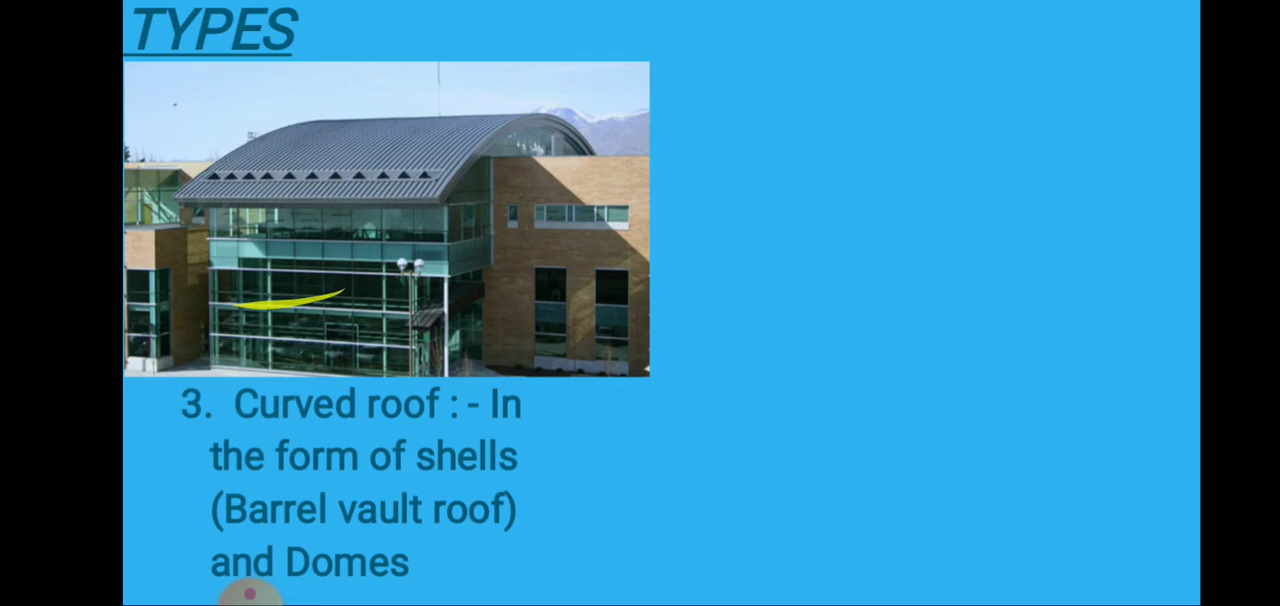 TYPES
3. Curved roof : - In
the form of shells
(Barrel vault roof)
and Domes